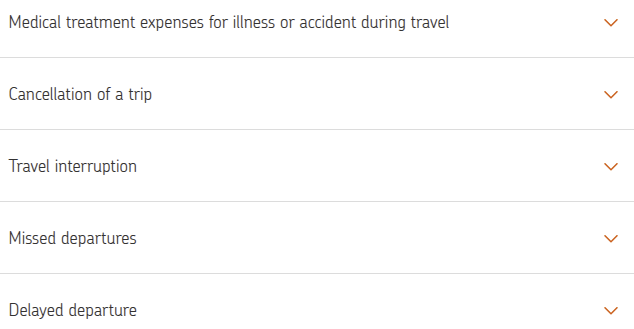 Medical treatment expenses for illness or accident during travel
Cancellation of a trip
Travel interruption
Missed departures
Delayed departure